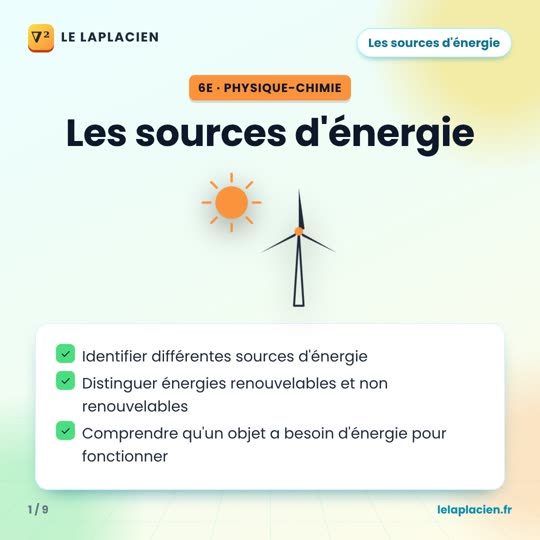 ∇²
LE LAPLACIEN
Les sources d'énergie
6E · PHYSIQUE-CHIMIE
Les sources d'énergie
Identifier différentes sources d'énergie
Distinguer énergies renouvelables et non
renouvelables
Comprendre qu'un objet a besoin d'énergie pour
fonctionner
1 / 9
lelaplacien.fr